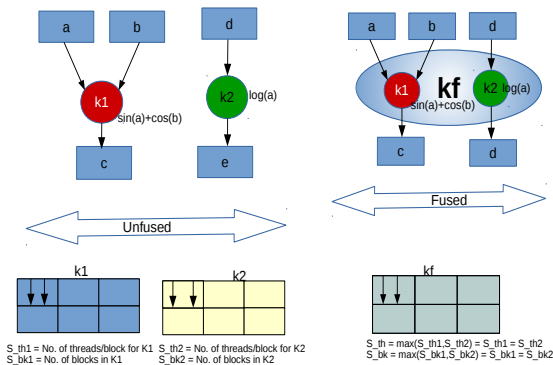 a b d
k1 k2 log(a)
sin(a)+cos(b)
c e
a b d
kf
k1 k2 log(a)
sin(a)+cos(b)
c d
Unfused
Fused
k1
k2
kf
S_th1 = No. of threads/block for K1
S_bk1 = No. of blocks in K1
S_th2 = No. of threads/block for K2
S_bk2 = No. of blocks in K2
S_th = max(S_th1,S_th2) = S_th1 = S_th2
S_bk = max(S_bk1,S_bk2) = S_bk1 = S_bk2